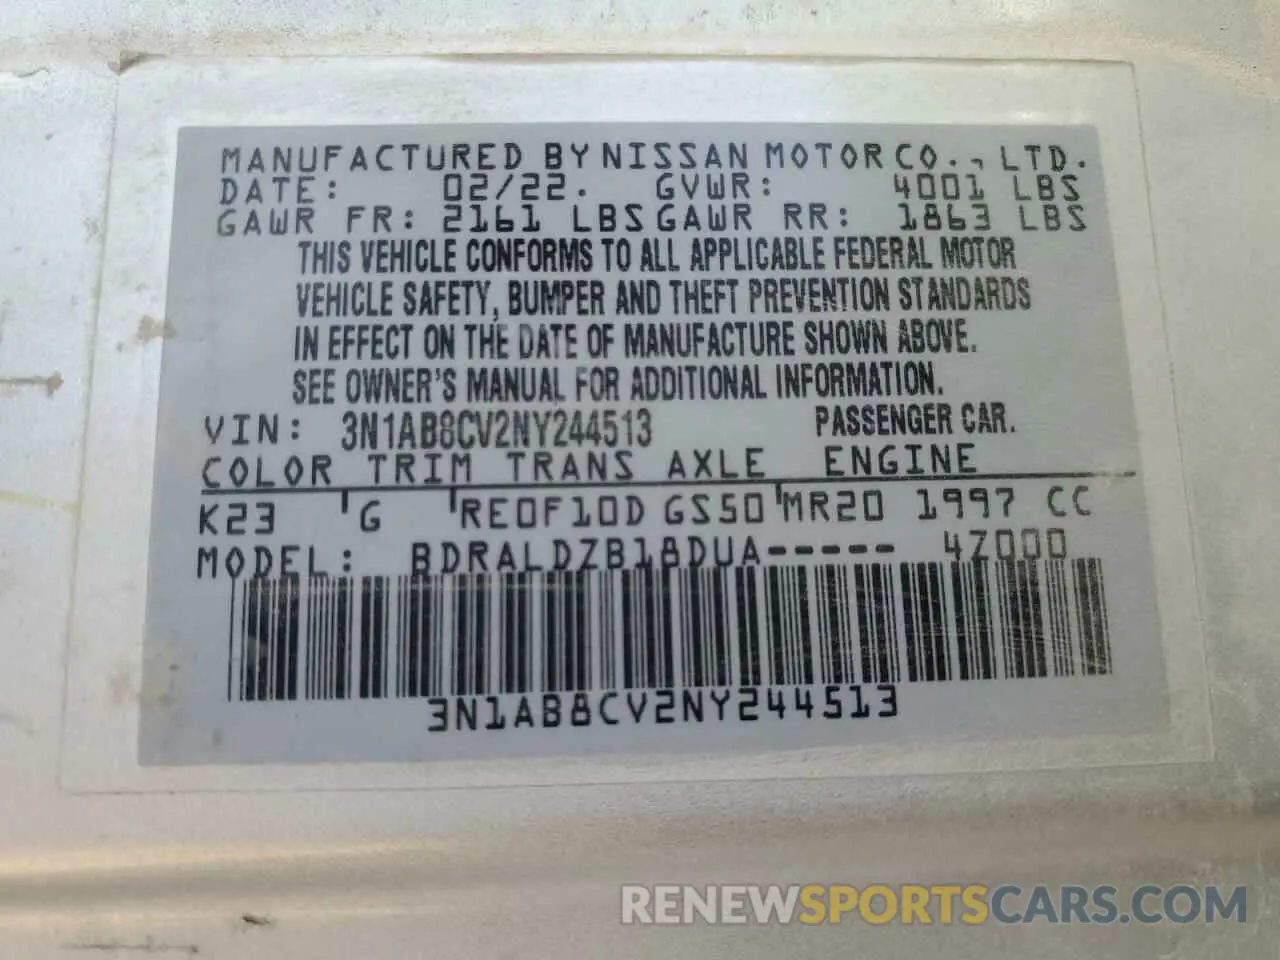 MANUFACTURED BY NISSAN MOTOR CO., LTD.
DATE: 02/22. GVWR: 4001 LBS
GAWR FR: 2161 LBS GAWR RR: 1863 LBS
THIS VEHICLE CONFORMS TO ALL APPLICABLE FEDERAL MOTOR
VEHICLE SAFETY, BUMPER AND THEFT PREVENTION STANDARDS
IN EFFECT ON THE DATE OF MANUFACTURE SHOWN ABOVE.
SEE OWNER'S MANUAL FOR ADDITIONAL INFORMATION.
VIN: 3N1AB8CV2NY244513 PASSENGER CAR.
COLOR TRIM TRANS AXLE ENGINE
K23 G RE0F10D GS50 MR20 1997 CC
MODEL: BDRALDZB18DUA----- 4Z000
3N1AB8CV2NY244513
RENEWSPORTSCARS.COM